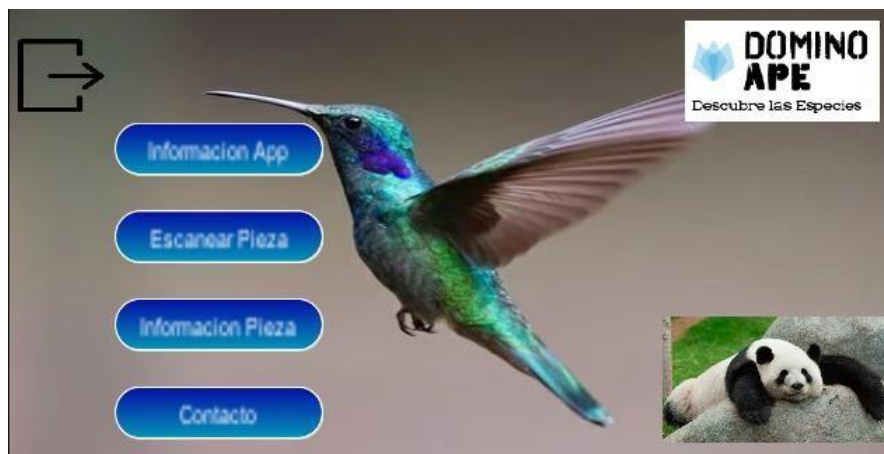 DOMINO
APE
Descubre las Especies
Informacion App
Escanear Pieza
Informacion Pieza
Contacto